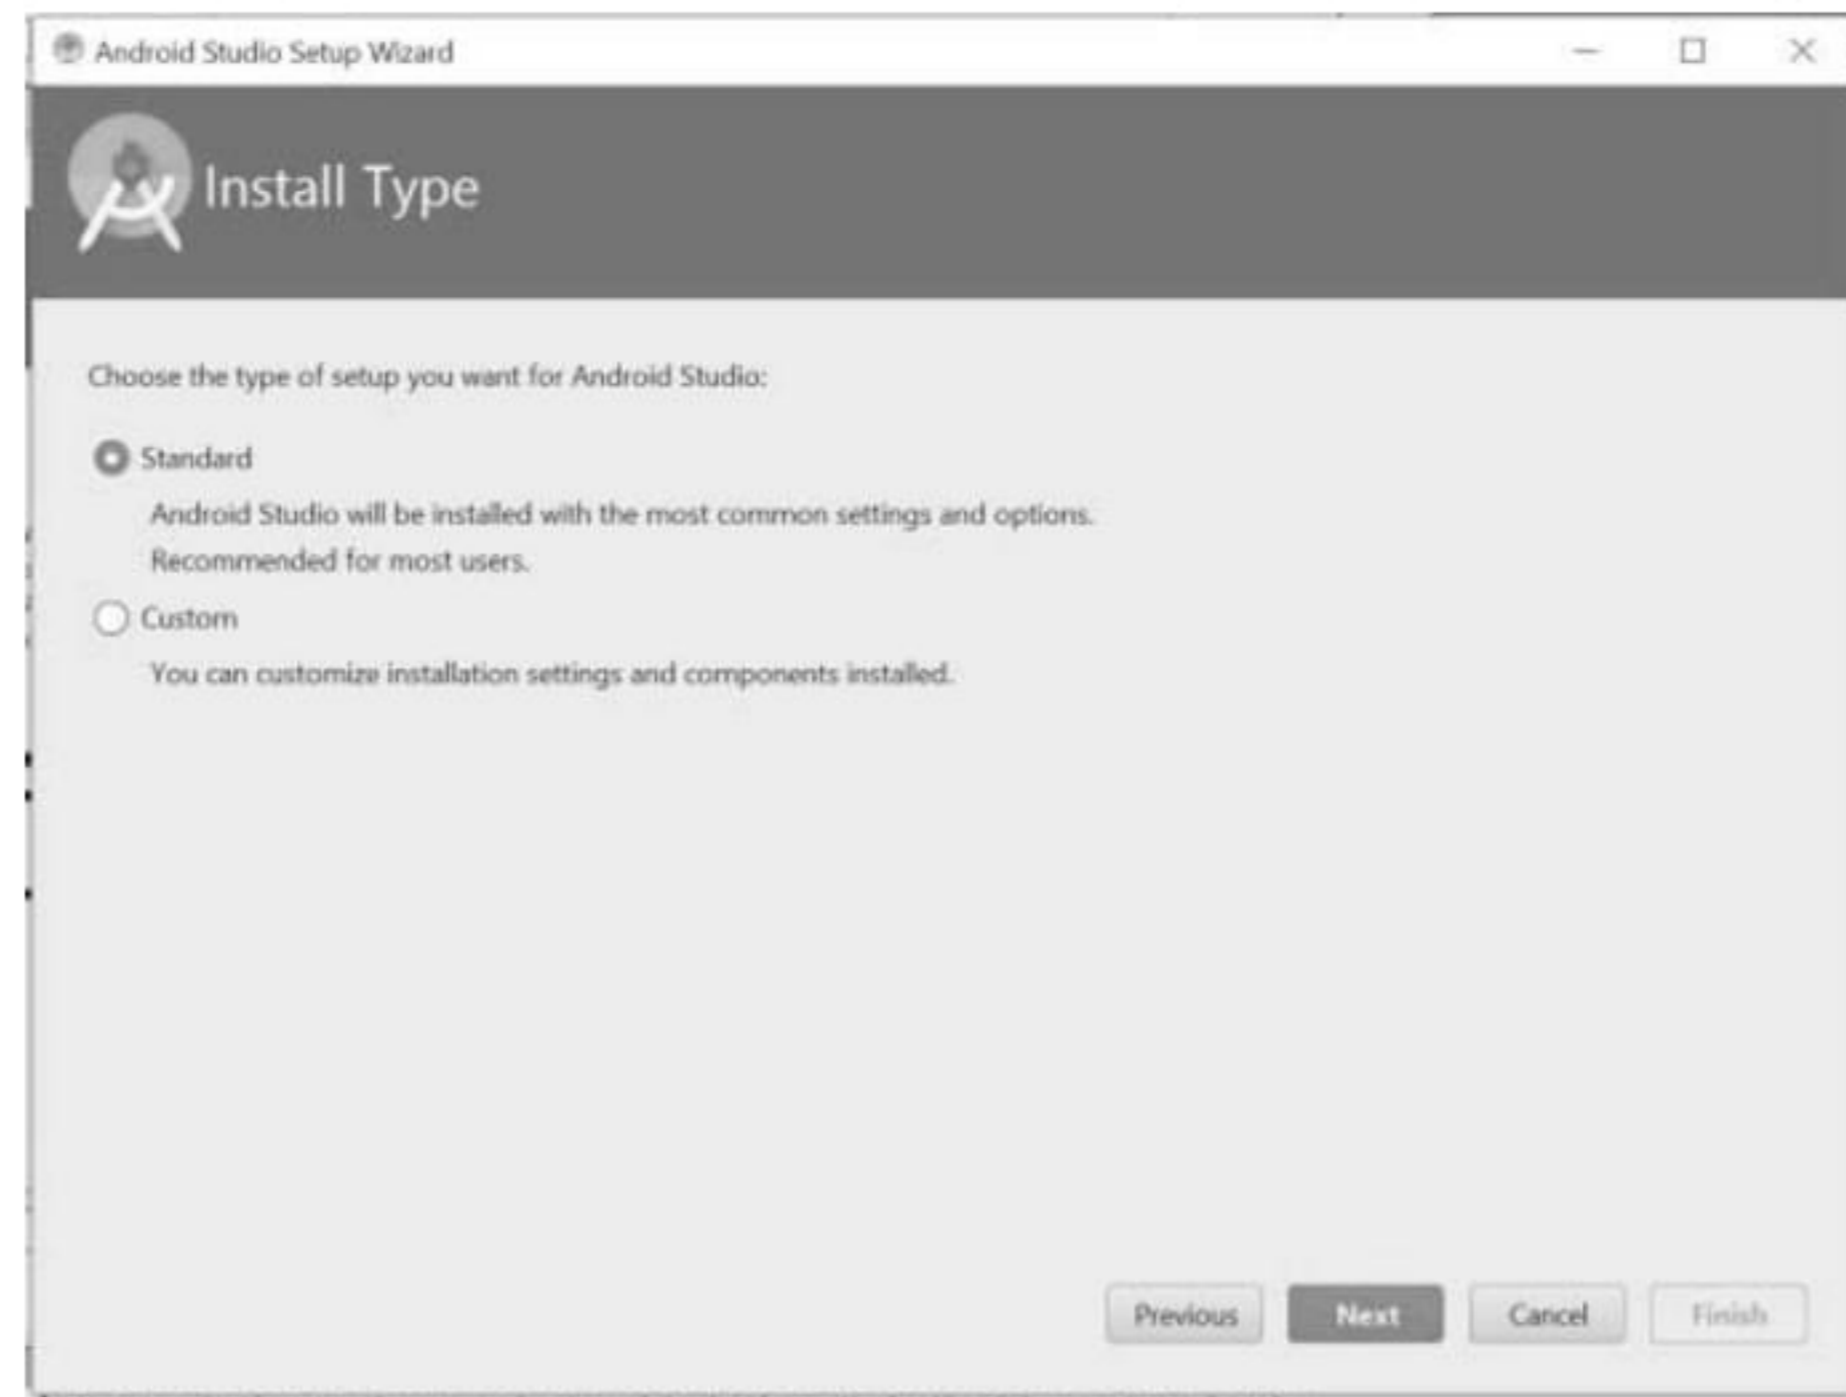 Android Studio Setup Wizard
Install Type
Choose the type of setup you want for Android Studio:
Standard
Android Studio will be installed with the most common settings and options.
Recommended for most users.
Custom
You can customize installation settings and components installed.
Previous
Next
Cancel
Finish